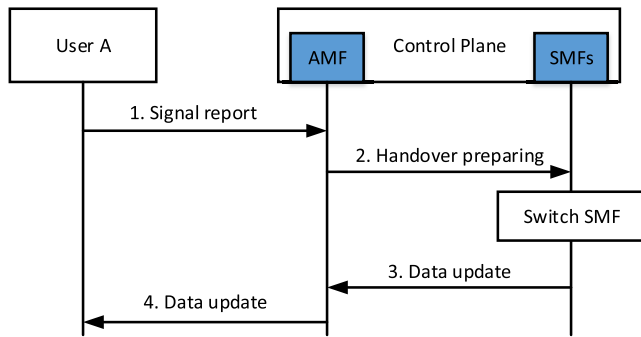 User A
Control Plane
AMF
SMFs
1. Signal report
2. Handover preparing
Switch SMF
3. Data update
4. Data update